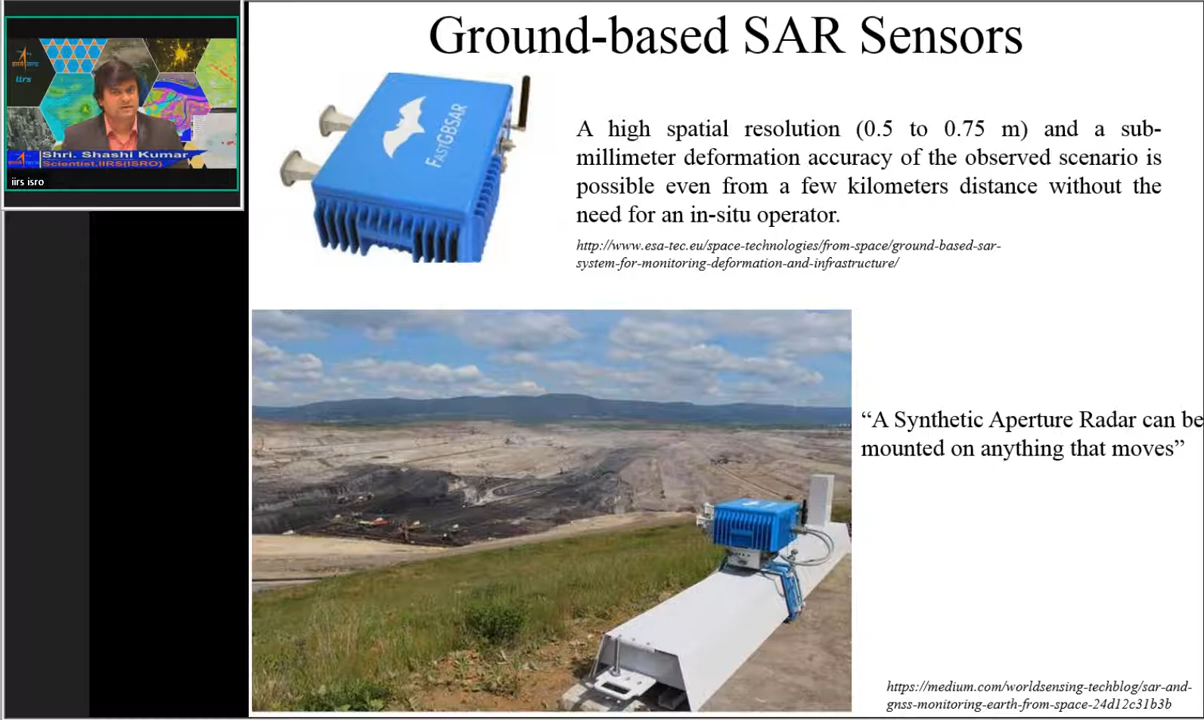 Ground-based SAR Sensors
iirs
Shri. Shashi Kumar
Scientist.IIRS(ISRO)
iirs isro
FASTGBSAR
A high spatial resolution (0.5 to 0.75 m) and a sub-
millimeter deformation accuracy of the observed scenario is
possible even from a few kilometers distance without the
need for an in-situ operator.
http://www.esa-tec.eu/space-technologies/from-space/ground-based-sar-
system-for-monitoring-deformation-and-infrastructure/
“A Synthetic Aperture Radar can be
mounted on anything that moves”
https://medium.com/worldsensing-techblog/sar-and-
gnss-monitoring-earth-from-space-24d12c31b3b